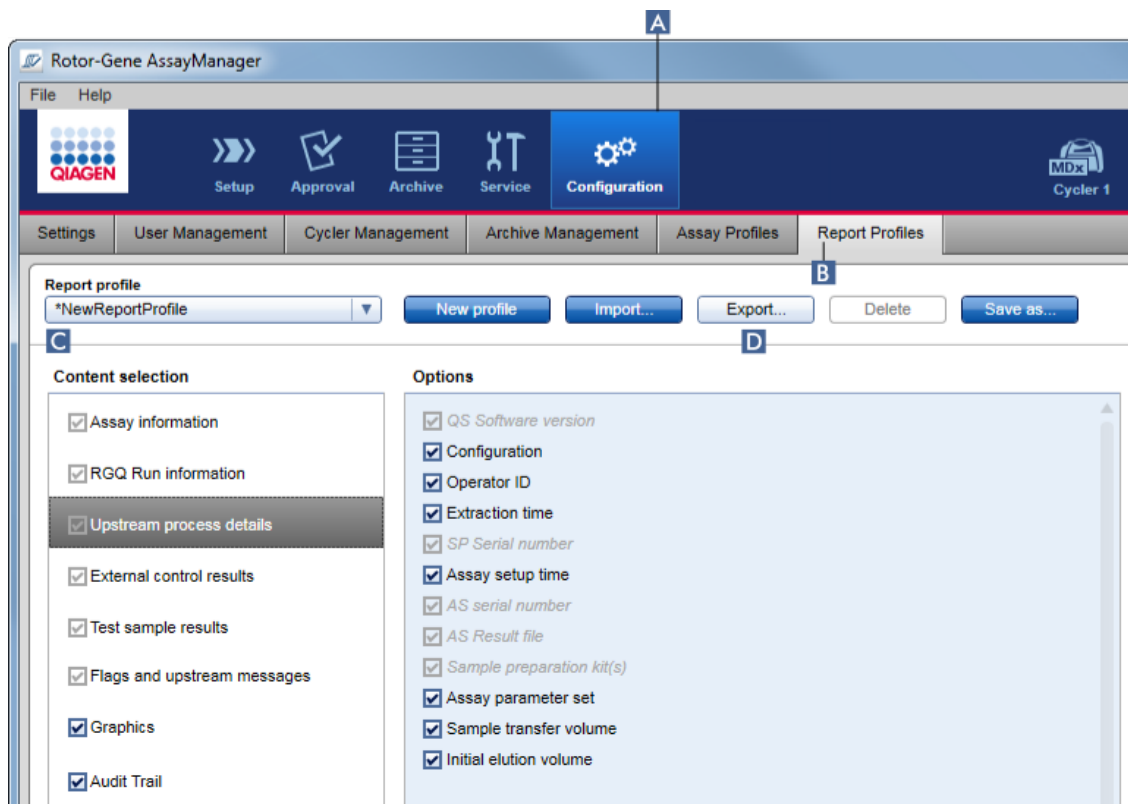 A
Rotor-Gene AssayManager
File Help
QIAGEN
Setup Approval Archive Service Configuration
MDx
Cycler 1
Settings User Management Cycler Management Archive Management Assay Profiles Report Profiles
B
Report profile
*NewReportProfile New profile Import... Export... Delete Save as...
C D
Content selection Options
Assay information
RGQ Run information
Upstream process details
External control results
Test sample results
Flags and upstream messages
Graphics
Audit Trail
QS Software version
Configuration
Operator ID
Extraction time
SP Serial number
Assay setup time
AS serial number
AS Result file
Sample preparation kit(s)
Assay parameter set
Sample transfer volume
Initial elution volume